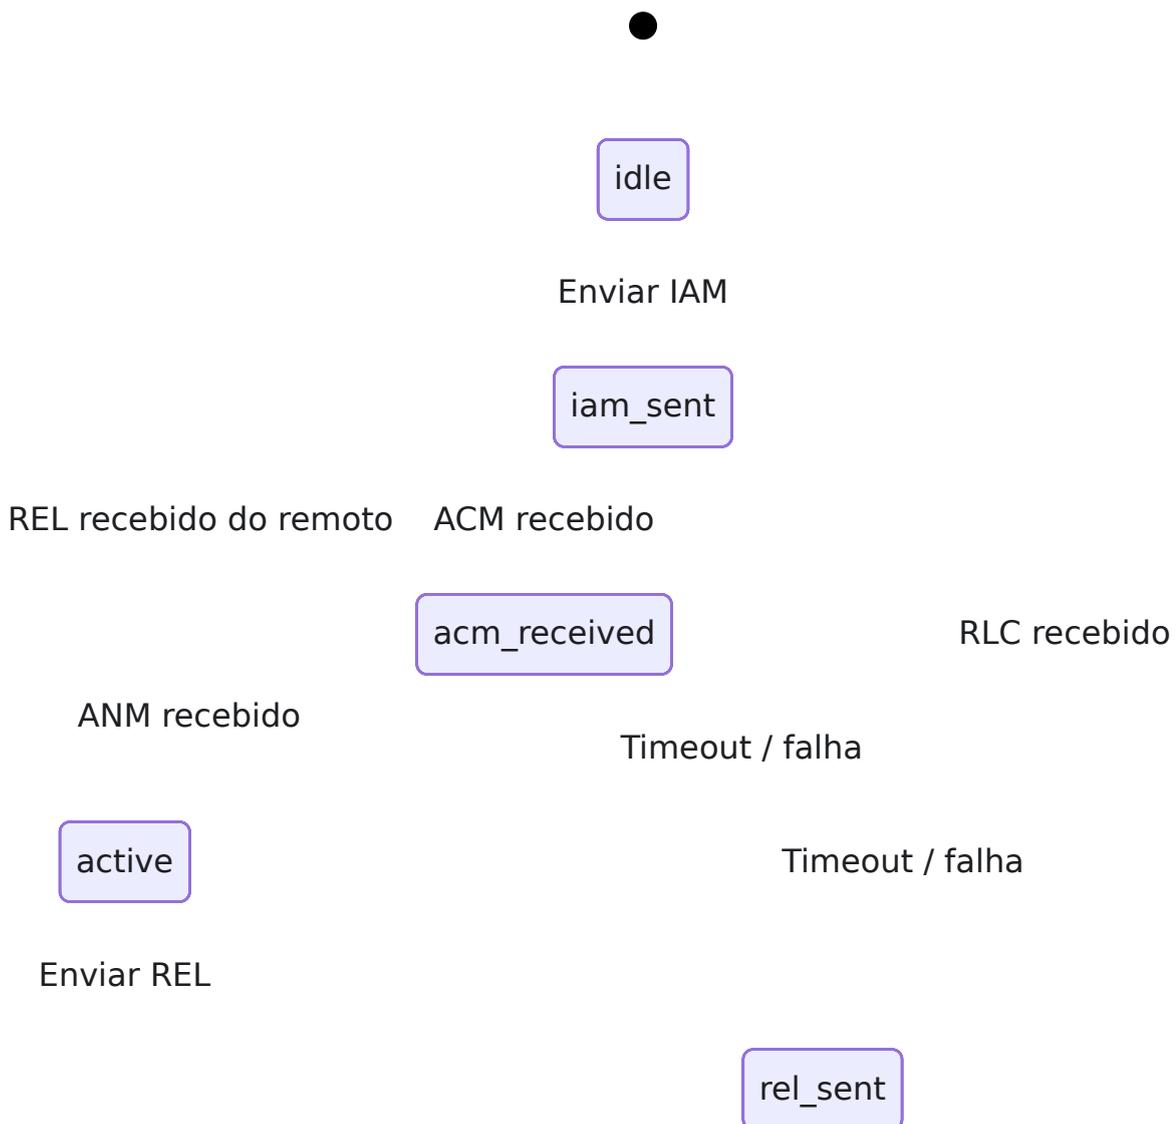 idle
Enviar IAM
iam_sent
REL recebido do remoto
ACM recebido
acm_received
RLC recebido
ANM recebido
Timeout / falha
active
Timeout / falha
Enviar REL
rel_sent